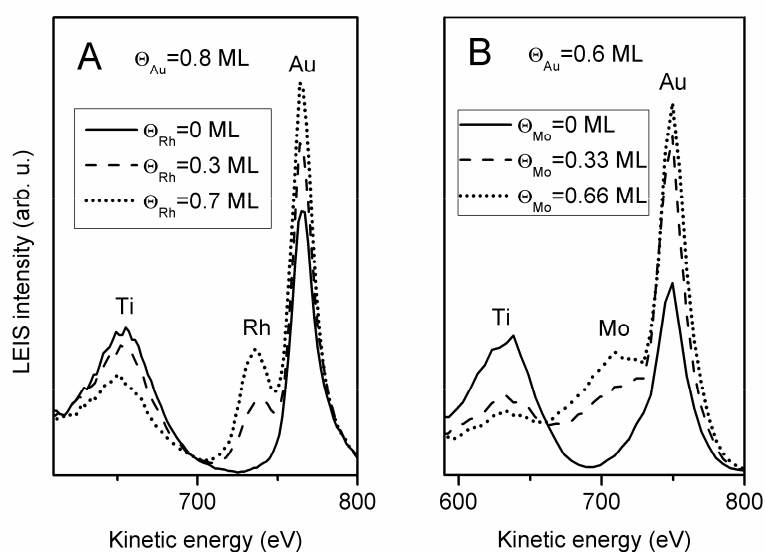 A
Θ_Au=0.8 ML
Au
Θ_Rh=0 ML
Θ_Rh=0.3 ML
Θ_Rh=0.7 ML
Ti
Rh
LEIS intensity (arb. u.)
700 800
Kinetic energy (eV)
B
Θ_Au=0.6 ML
Au
Θ_Mo=0 ML
Θ_Mo=0.33 ML
Θ_Mo=0.66 ML
Ti
Mo
600 700 800
Kinetic energy (eV)